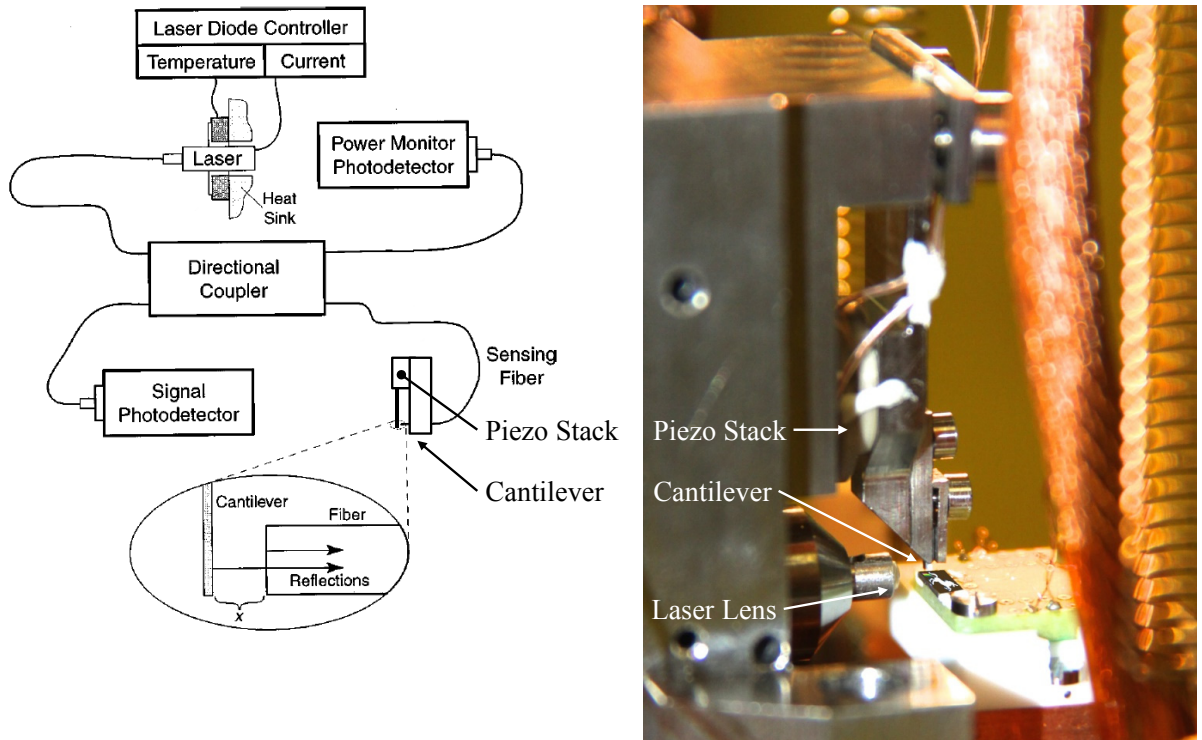 Laser Diode Controller
Temperature Current
Laser
Heat
Sink
Power Monitor
Photodetector
Directional
Coupler
Signal
Photodetector
Sensing
Fiber
Piezo Stack
Cantilever
Cantilever
Fiber
Reflections
x
Piezo Stack
Cantilever
Laser Lens